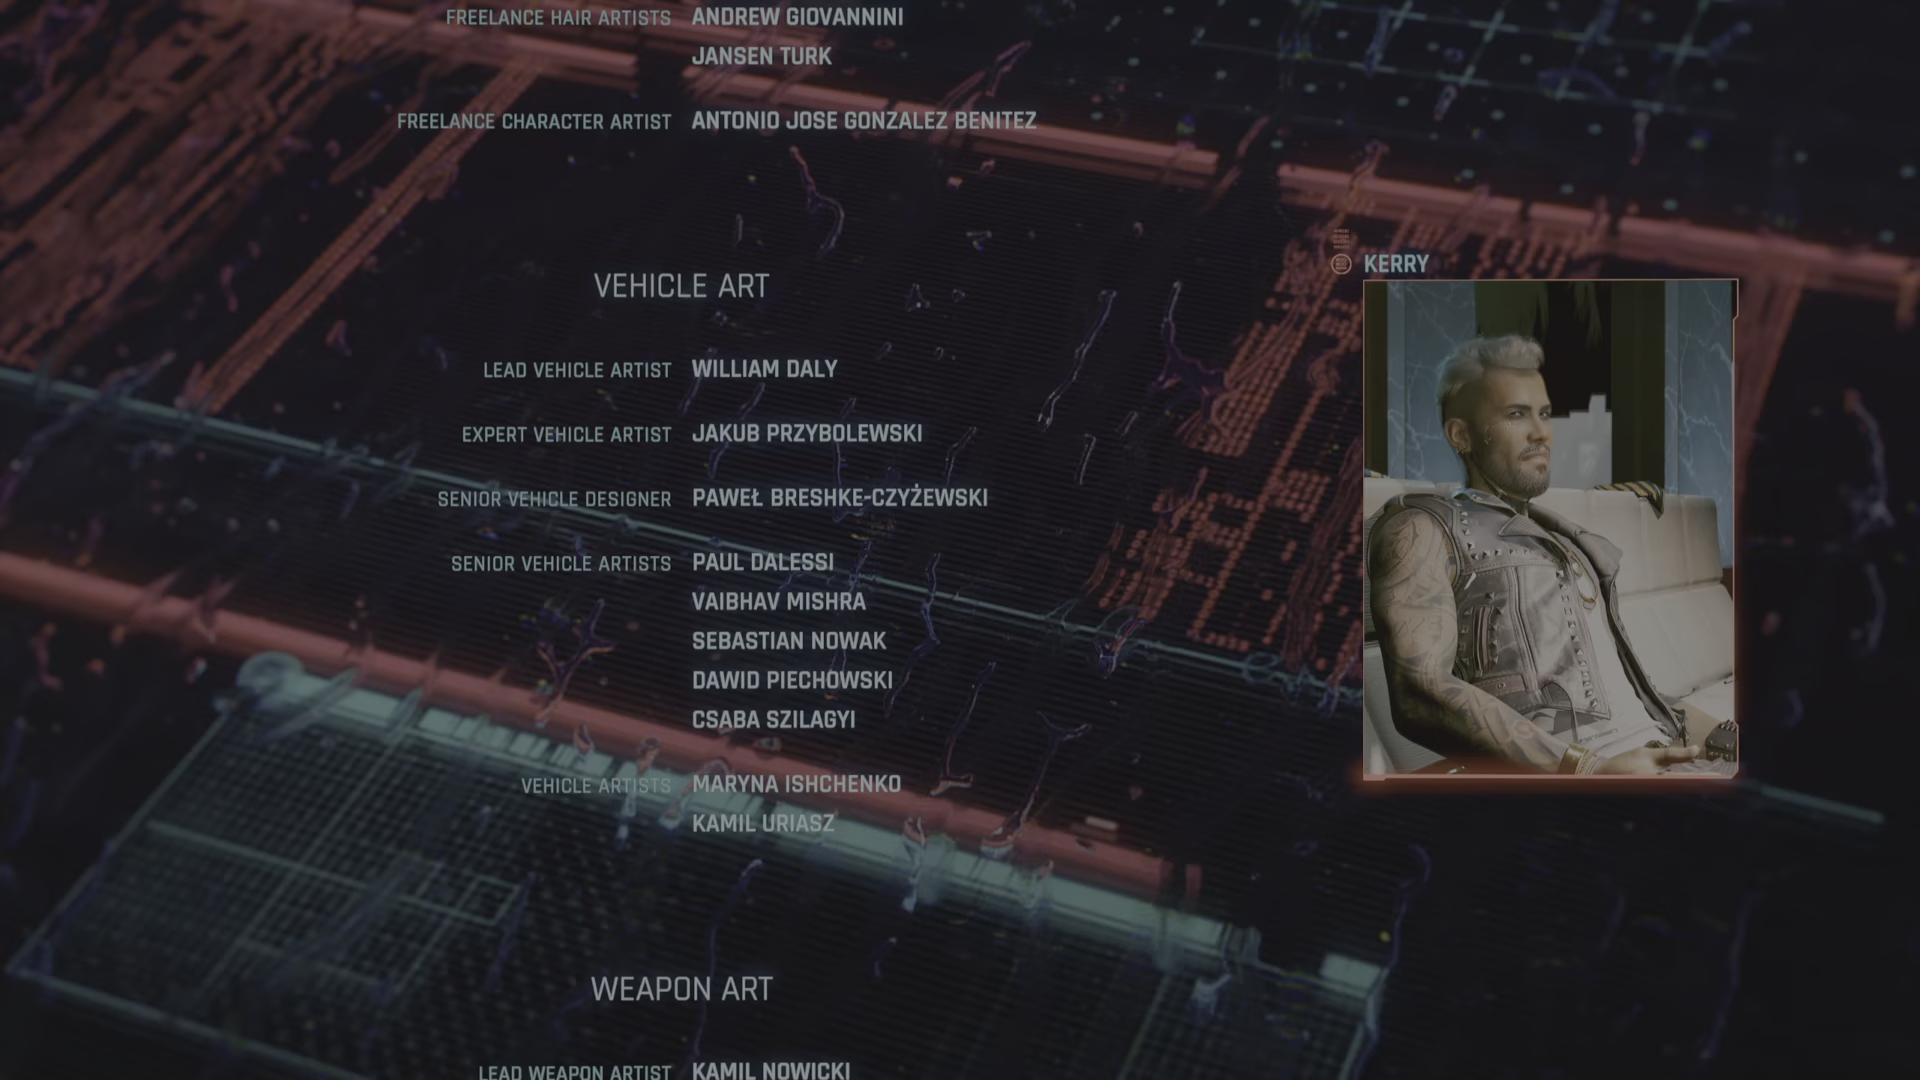 FREELANCE HAIR ARTISTS ANDREW GIOVANNINI
JANSEN TURK
FREELANCE CHARACTER ARTIST ANTONIO JOSE GONZALEZ BENITEZ
VEHICLE ART
LEAD VEHICLE ARTIST WILLIAM DALY
EXPERT VEHICLE ARTIST JAKUB PRZYBOLEWSKI
SENIOR VEHICLE DESIGNER PAWEŁ BRESHKE-CZYŻEWSKI
SENIOR VEHICLE ARTISTS PAUL DALESSI
VAIBHAV MISHRA
SEBASTIAN NOWAK
DAWID PIECHOWSKI
CSABA SZILAGYI
VEHICLE ARTISTS MARYNA ISHCHENKO
KAMIL URIASZ
WEAPON ART
LEAD WEAPON ARTIST KAMIL NOWICKI
KERRY